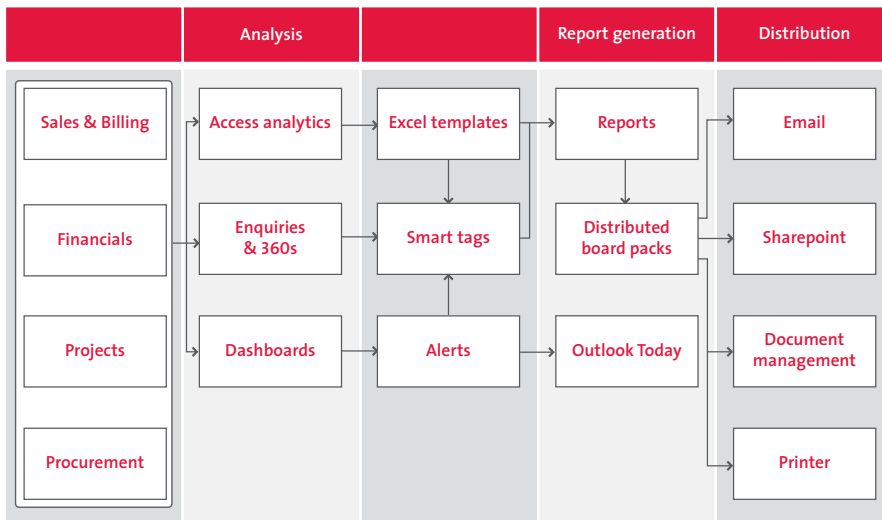 Analysis
Report generation
Distribution
Sales & Billing
Access analytics
Excel templates
Reports
Email
Financials
Enquiries
& 360s
Smart tags
Distributed
board packs
Sharepoint
Projects
Dashboards
Alerts
Outlook Today
Document
management
Procurement
Printer